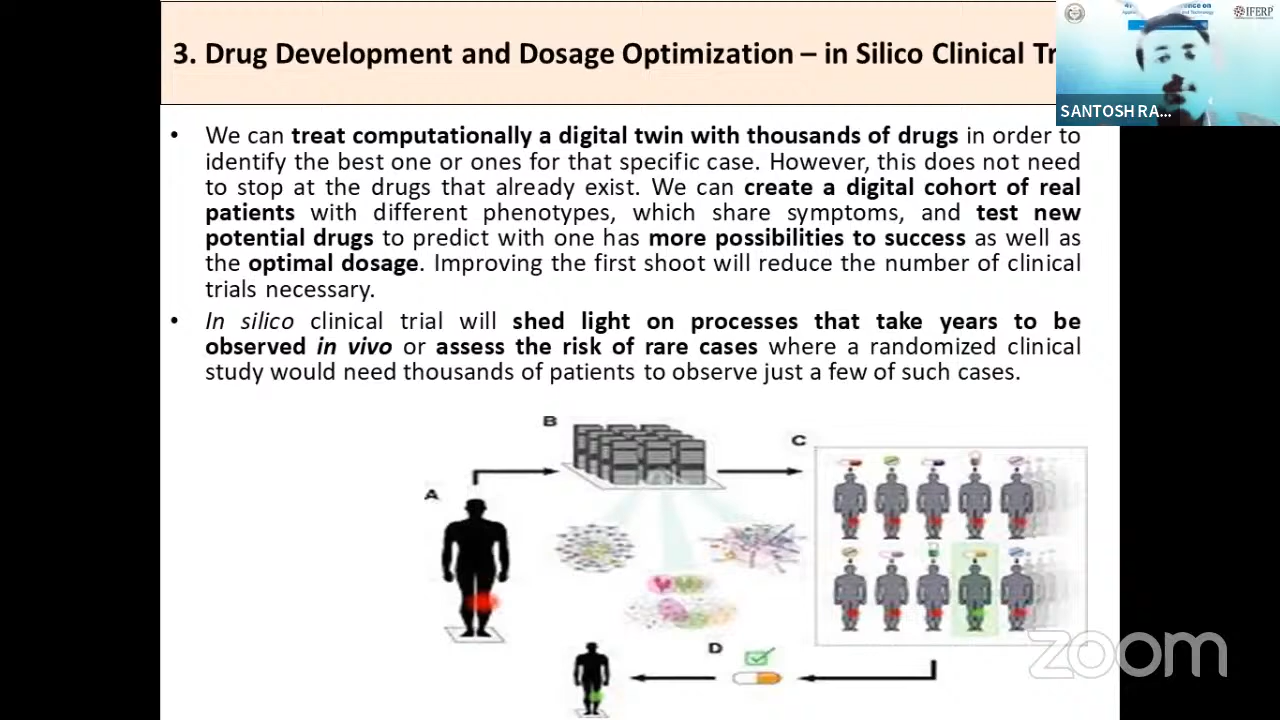 3. Drug Development and Dosage Optimization – in Silico Clinical Tr
IFERP
SANTOSH RA...
• We can treat computationally a digital twin with thousands of drugs in order to
identify the best one or ones for that specific case. However, this does not need
to stop at the drugs that already exist. We can create a digital cohort of real
patients with different phenotypes, which share symptoms, and test new
potential drugs to predict with one has more possibilities to success as well as
the optimal dosage. Improving the first shoot will reduce the number of clinical
trials necessary.
• In silico clinical trial will shed light on processes that take years to be
observed in vivo or assess the risk of rare cases where a randomized clinical
study would need thousands of patients to observe just a few of such cases.
B
C
A
D
zoom